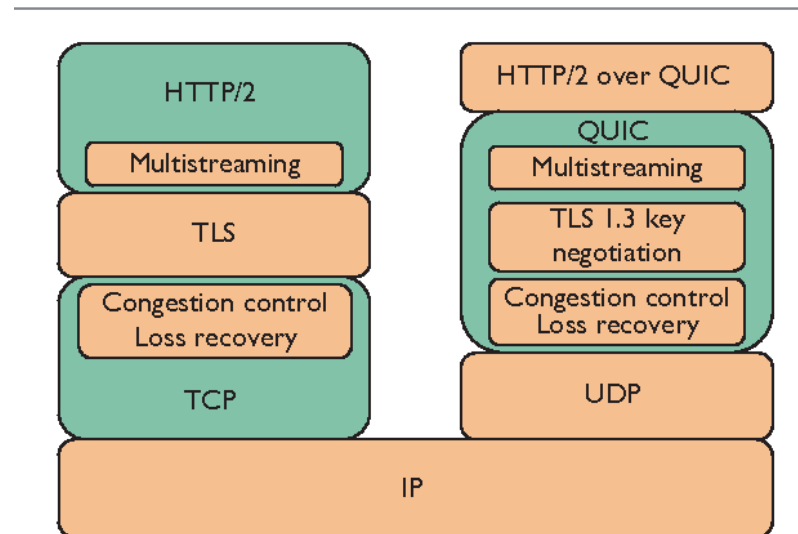 HTTP/2
Multistreaming
TLS
Congestion control
Loss recovery
TCP
HTTP/2 over QUIC
QUIC
Multistreaming
TLS 1.3 key
negotiation
Congestion control
Loss recovery
UDP
IP